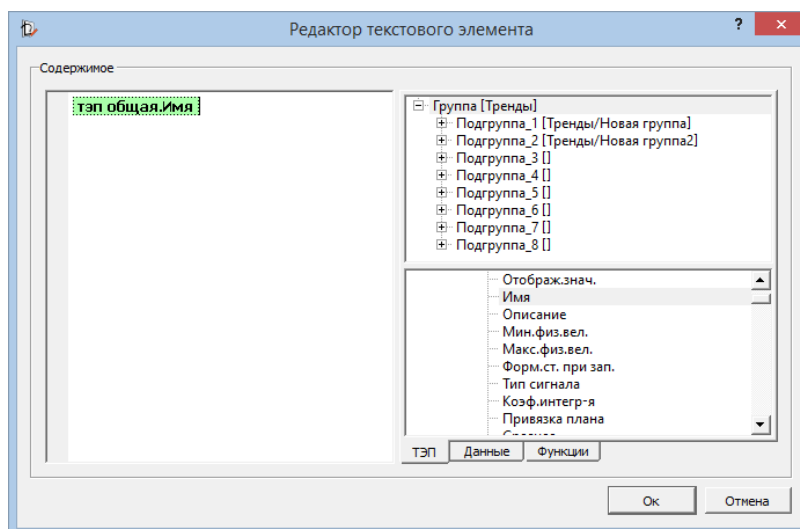 Редактор текстового элемента
?
Содержимое
тэп общая.Имя
Группа [Тренды]
Подгруппа_1 [Тренды/Новая группа]
Подгруппа_2 [Тренды/Новая группа2]
Подгруппа_3 []
Подгруппа_4 []
Подгруппа_5 []
Подгруппа_6 []
Подгруппа_7 []
Подгруппа_8 []
Отображ.знач.
Имя
Описание
Мин.физ.вел.
Макс.физ.вел.
Форм.ст. при зап.
Тип сигнала
Коэф.интегр-я
Привязка плана
ТЭП Данные Функции
Ок Отмена